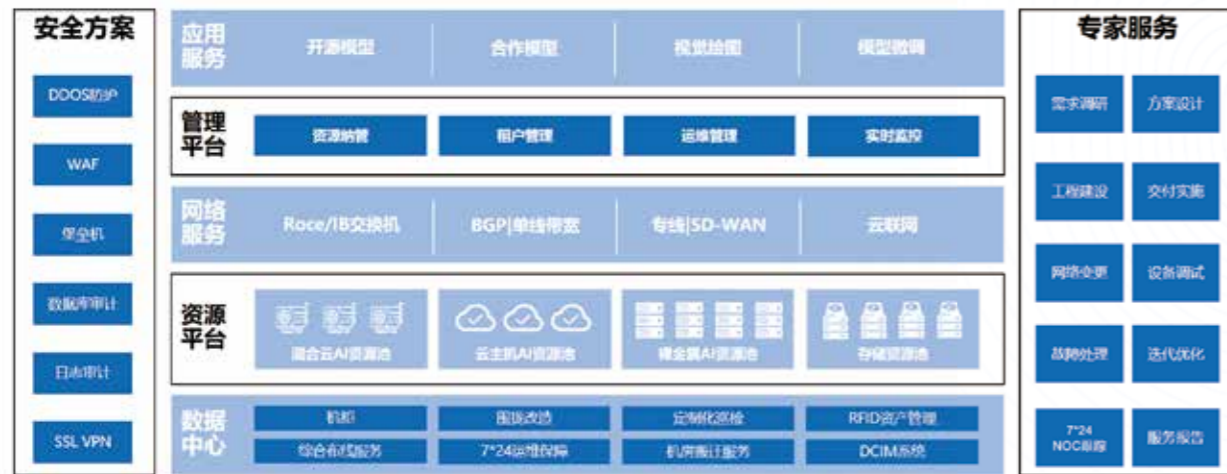 安全方案
DDOS防护
WAF
堡垒机
数据库审计
日志审计
SSL VPN
应用
服务
开源模型
合作模型
视觉绘图
模型微调
管理
平台
资源纳管
租户管理
运维管理
实时监控
网络
服务
Roce/IB交换机
BGP|单线带宽
专线|SD-WAN
云联网
资源
平台
混合云AI资源池
云主机AI资源池
裸金属AI资源池
存储资源池
数据
中心
机柜
围笼改造
定制化巡检
RFID资产管理
综合布线服务
7*24运维保障
机房搬迁服务
DCIM系统
专家服务
需求调研
方案设计
工程建设
交付实施
网络变更
设备调试
故障处理
迭代优化
7*24
NOC跟踪
服务报告